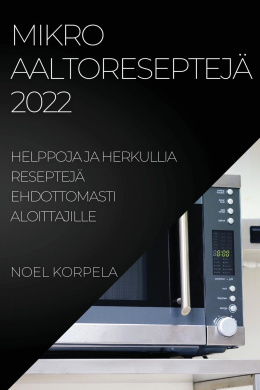 MIKRO
AALTORESEPTEJÄ
2022
HELPPOJA JA HERKULLIA
RESEPTEJÄ
EHDOTTOMASTI
ALOITTAJILLE
NOEL KORPELA